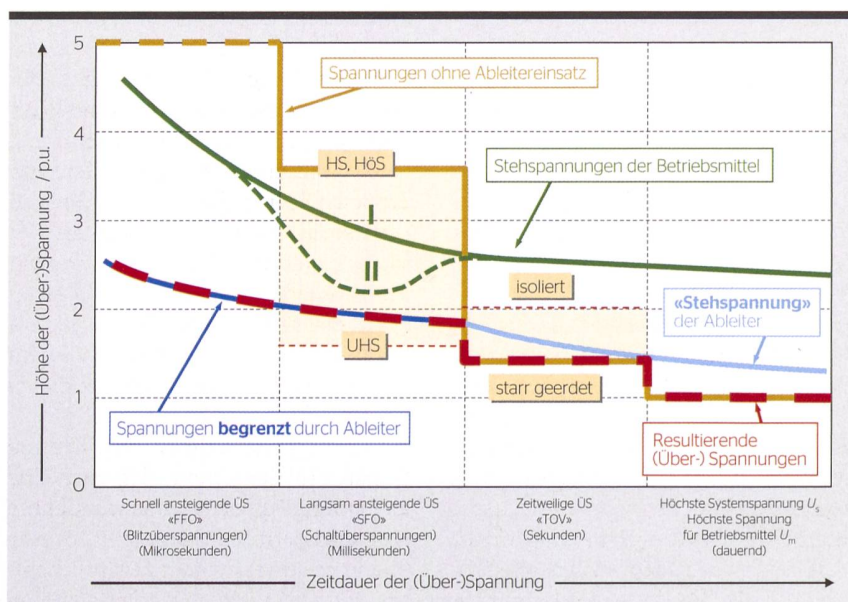 Höhe der (Über-)Spannung / p.u.
5
4
3
2
1
0
Spannungen ohne Ableitereinsatz
HS, HöS
Stehspannungen der Betriebsmittel
I
II
isoliert
«Stehspannung»
der Ableiter
UHS
starr geerdet
Spannungen begrenzt durch Ableiter
Resultierende
(Über-) Spannungen
Schnell ansteigende ÜS
«FFO»
(Blitzüberspannungen)
(Mikrosekunden)
Langsam ansteigende ÜS
«SFO»
(Schaltüberspannungen)
(Millisekunden)
Zeitweilige ÜS
«TOV»
(Sekunden)
Höchste Systemspannung Us
Höchste Spannung
für Betriebsmittel Um
(dauernd)
Zeitdauer der (Über-)Spannung